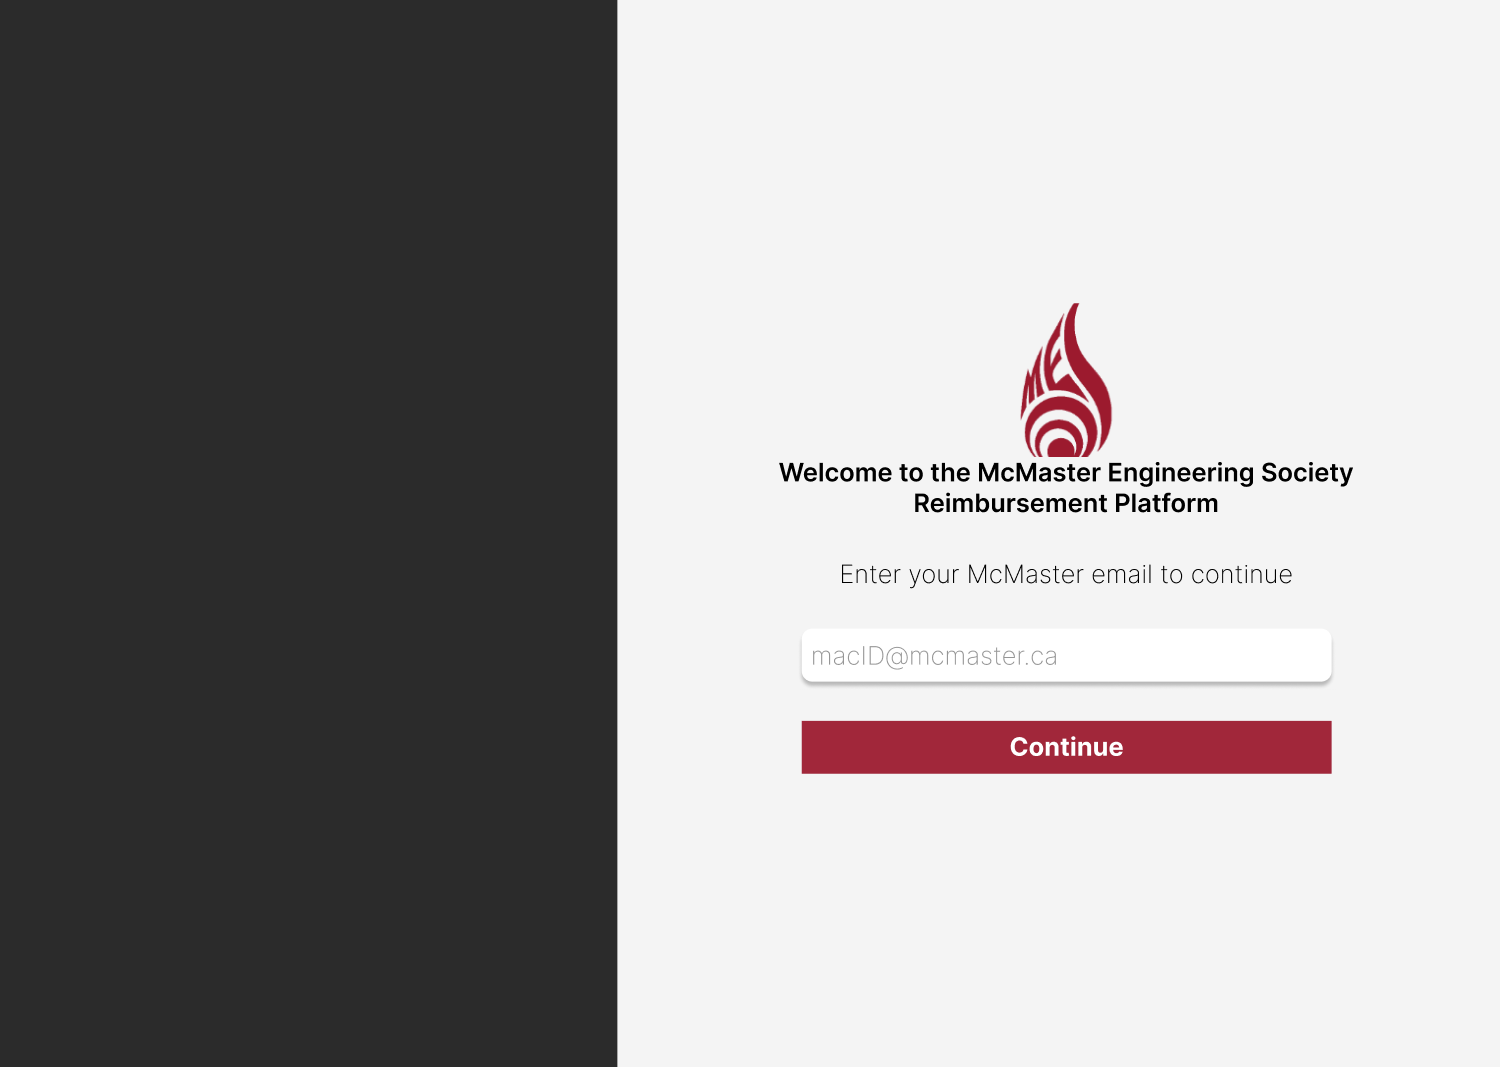 MES
Welcome to the McMaster Engineering Society
Reimbursement Platform
Enter your McMaster email to continue
macID@mcmaster.ca
Continue